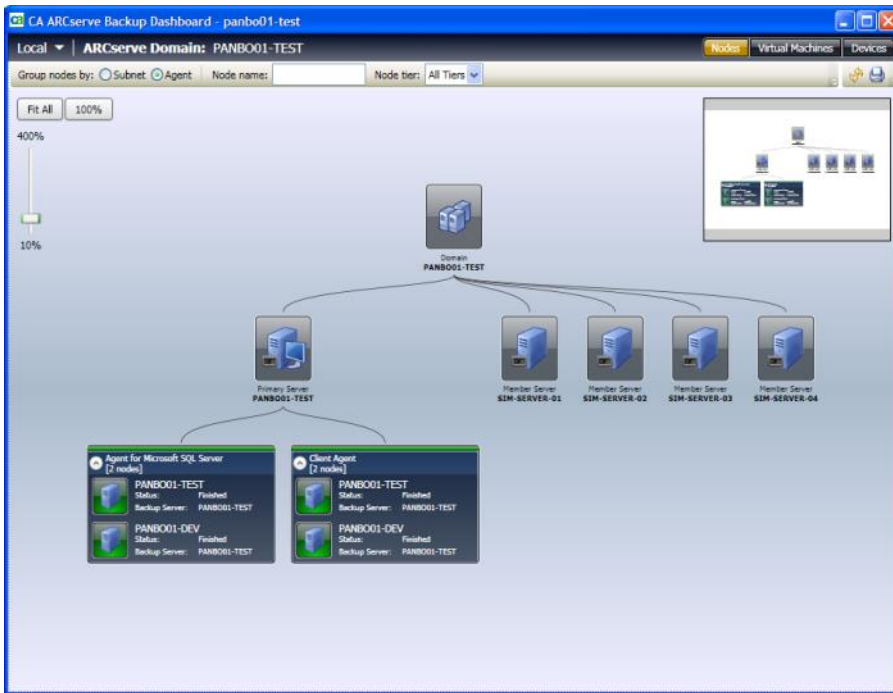 CA ARCserve Backup Dashboard - panbo01-test
Local | ARCserve Domain: PANBO01-TEST
Nodes Virtual Machines Devices
Group nodes by: Subnet Agent Node name: Node tier: All Tiers
Fit All 100%
400%
10%
Domain
PANBO01-TEST
Primary Server
PANBO01-TEST
Member Server
SIM-SERVER-01
Member Server
SIM-SERVER-02
Member Server
SIM-SERVER-03
Member Server
SIM-SERVER-04
Agent for Microsoft SQL Server
[2 nodes]
PANBO01-TEST
Status: Finished
Backup Server: PANBO01-TEST
PANBO01-DEV
Status: Finished
Backup Server: PANBO01-TEST
Client Agent
[2 nodes]
PANBO01-TEST
Status: Finished
Backup Server: PANBO01-TEST
PANBO01-DEV
Status: Finished
Backup Server: PANBO01-TEST